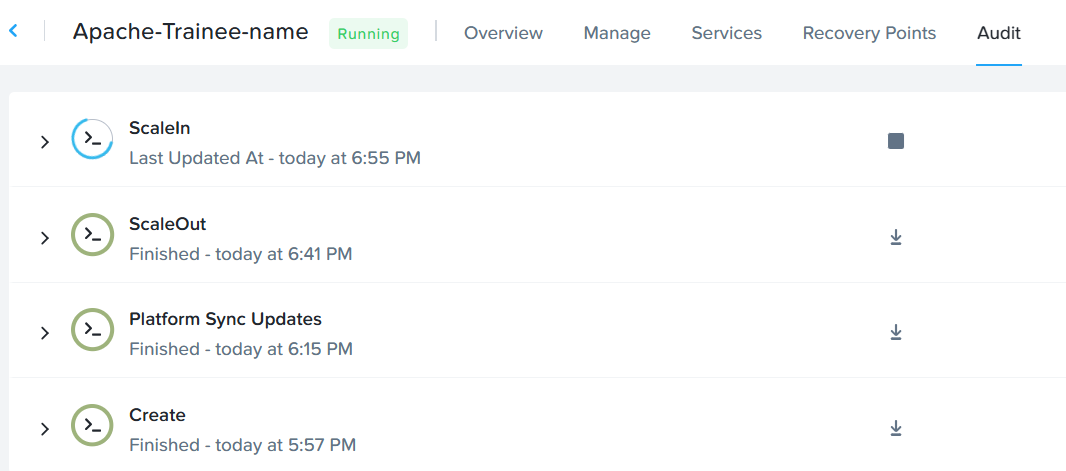 Apache-Trainee-name Running Overview Manage Services Recovery Points Audit
ScaleIn
Last Updated At - today at 6:55 PM
ScaleOut
Finished - today at 6:41 PM
Platform Sync Updates
Finished - today at 6:15 PM
Create
Finished - today at 5:57 PM